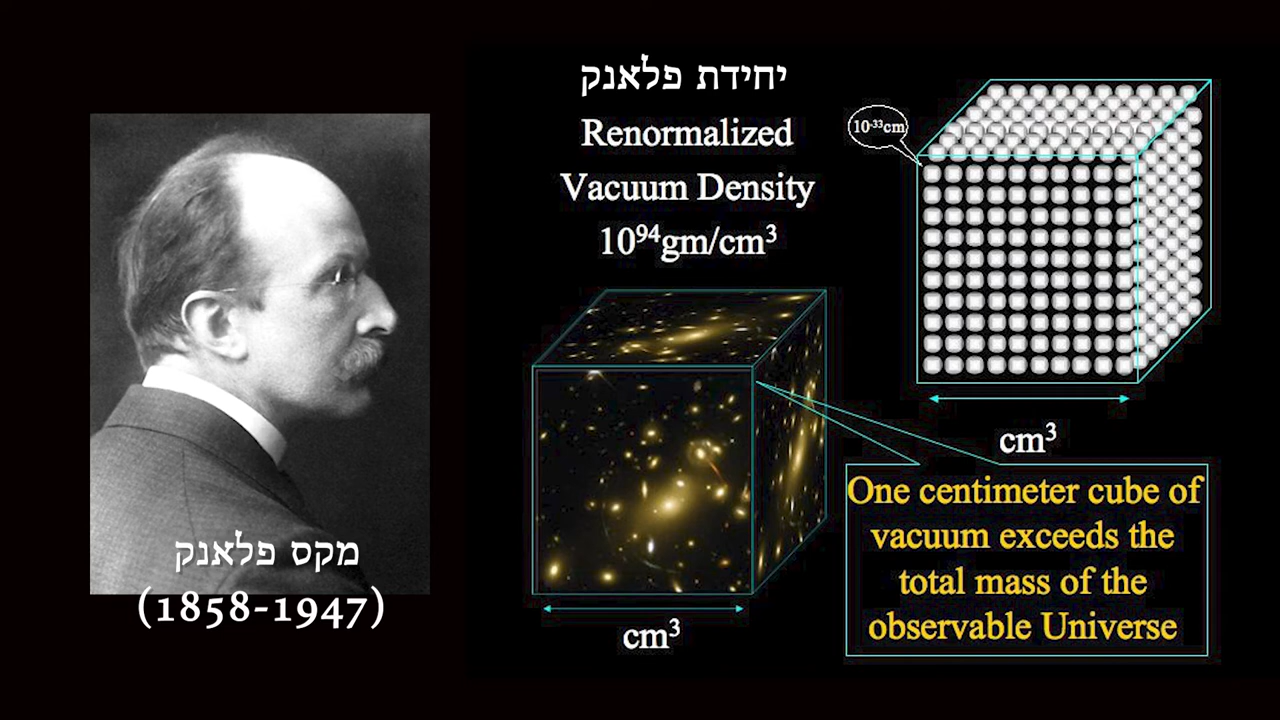 מקס פלאנק
(1858-1947)
יחידת פלאנק
Renormalized
Vacuum Density
10⁹⁴gm/cm³
cm³
10⁻³³cm
cm³
One centimeter cube of
vacuum exceeds the
total mass of the
observable Universe